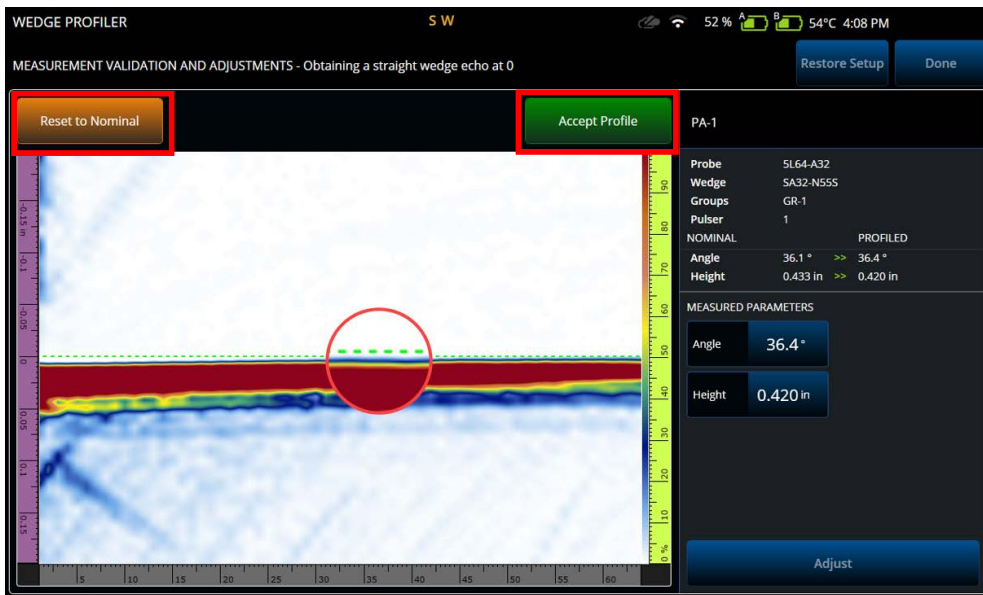 WEDGE PROFILER S W 52 % A B 54°C 4:08 PM
MEASUREMENT VALIDATION AND ADJUSTMENTS - Obtaining a straight wedge echo at 0 Restore Setup Done
Reset to Nominal Accept Profile
PA-1
Probe 5L64-A32
Wedge SA32-N55S
Groups GR-1
Pulser 1
NOMINAL PROFILED
Angle 36.1 ° >> 36.4 °
Height 0.433 in >> 0.420 in
MEASURED PARAMETERS
Angle 36.4 °
Height 0.420 in
Adjust
-0.15 in
-0.1
-0.05
0
0.05
0.1
0.15
90
80
70
60
50
40
30
20
10
0 %
5 10 15 20 25 30 35 40 45 50 55 60